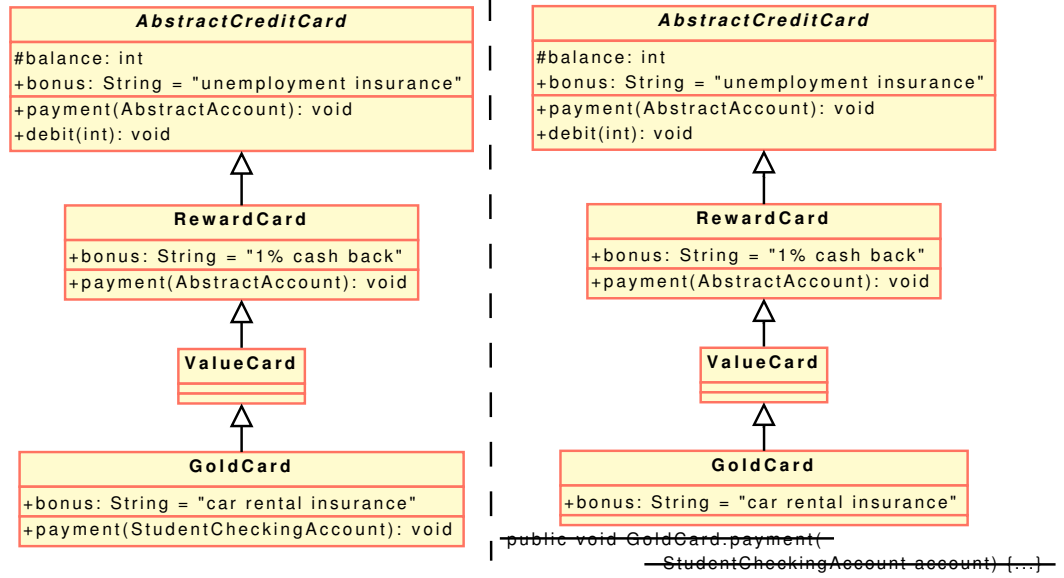 AbstractCreditCard
#balance: int
+bonus: String = "unemployment insurance"
+payment(AbstractAccount): void
+debit(int): void
RewardCard
+bonus: String = "1% cash back"
+payment(AbstractAccount): void
ValueCard
GoldCard
+bonus: String = "car rental insurance"
+payment(StudentCheckingAccount): void
AbstractCreditCard
#balance: int
+bonus: String = "unemployment insurance"
+payment(AbstractAccount): void
+debit(int): void
RewardCard
+bonus: String = "1% cash back"
+payment(AbstractAccount): void
ValueCard
GoldCard
+bonus: String = "car rental insurance"
public void GoldCard.payment(
StudentCheckingAccount account) {...}